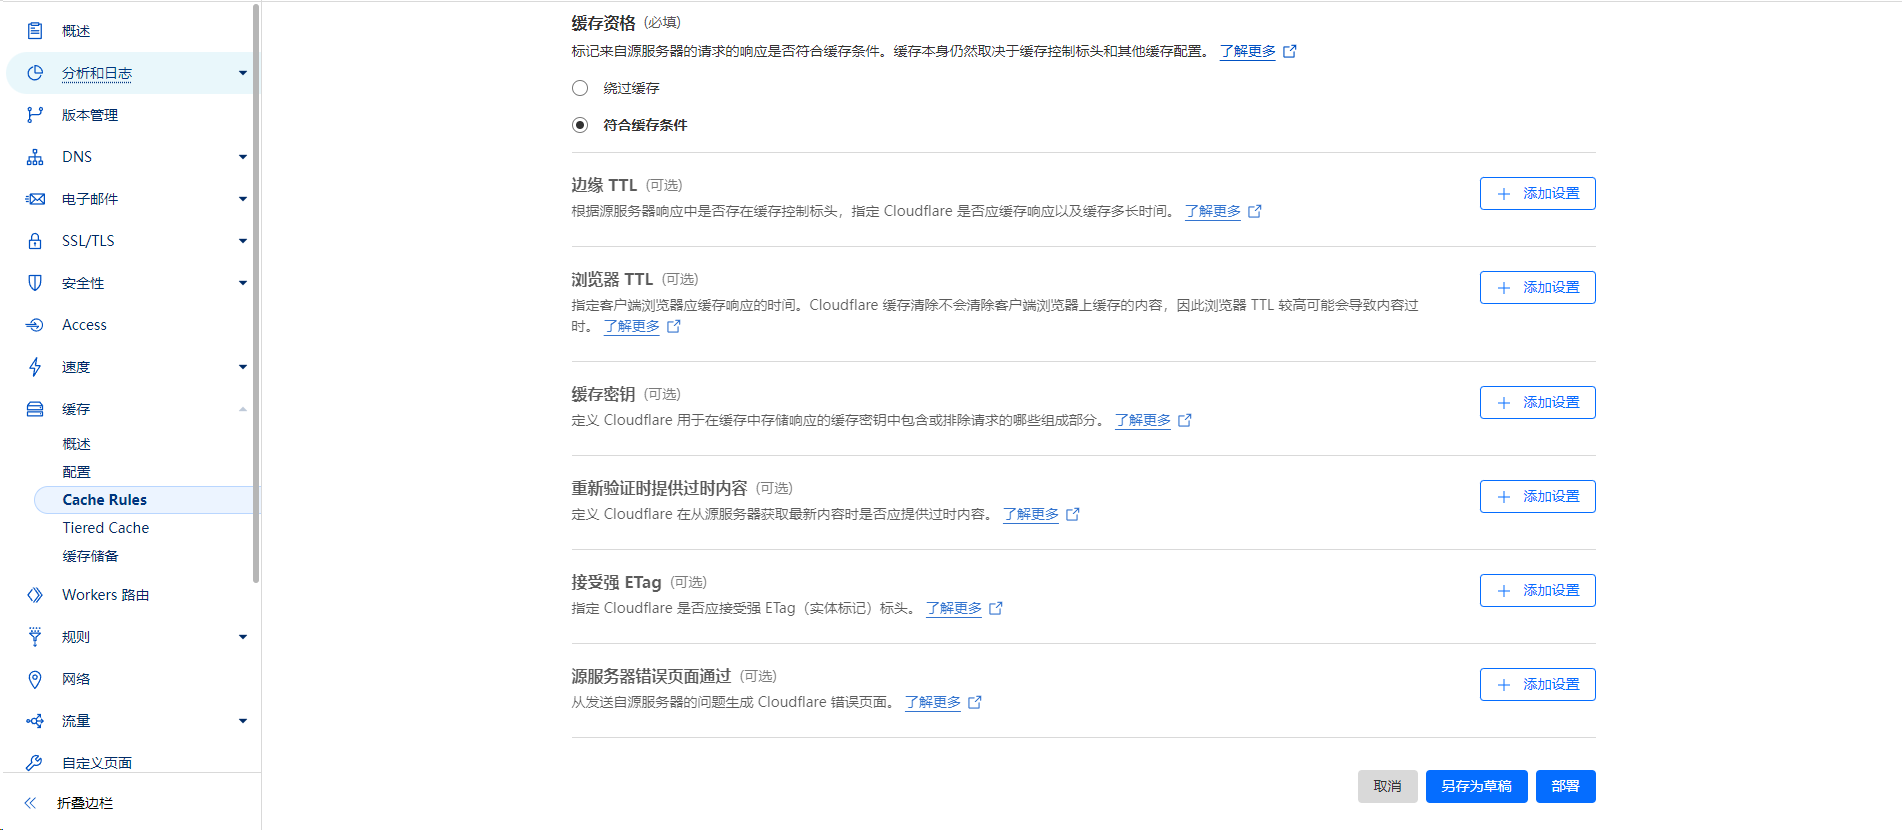 概述
分析和日志
版本管理
DNS
电子邮件
SSL/TLS
安全性
Access
速度
缓存
概述
配置
Cache Rules
Tiered Cache
缓存储备
Workers 路由
规则
网络
流量
自定义页面
折叠边栏
缓存资格 (必填)
标记来自源服务器的请求的响应是否符合缓存条件。缓存本身仍然取决于缓存控制标头和其他缓存配置。 了解更多
绕过缓存
符合缓存条件
边缘 TTL (可选)
根据源服务器响应中是否存在缓存控制标头，指定 Cloudflare 是否应缓存响应以及缓存多长时间。 了解更多
添加设置
浏览器 TTL (可选)
指定客户端浏览器应缓存响应的时间。Cloudflare 缓存清除不会清除客户端浏览器上缓存的内容，因此浏览器 TTL 较高可能会导致内容过
时。 了解更多
添加设置
缓存密钥 (可选)
定义 Cloudflare 用于在缓存中存储响应的缓存密钥中包含或排除请求的哪些组成部分。 了解更多
添加设置
重新验证时提供过时内容 (可选)
定义 Cloudflare 在从源服务器获取最新内容时是否应提供过时内容。 了解更多
添加设置
接受强 ETag (可选)
指定 Cloudflare 是否应接受强 ETag（实体标记）标头。 了解更多
添加设置
源服务器错误页面通过 (可选)
从发送自源服务器的问题生成 Cloudflare 错误页面。 了解更多
添加设置
取消
另存为草稿
部署